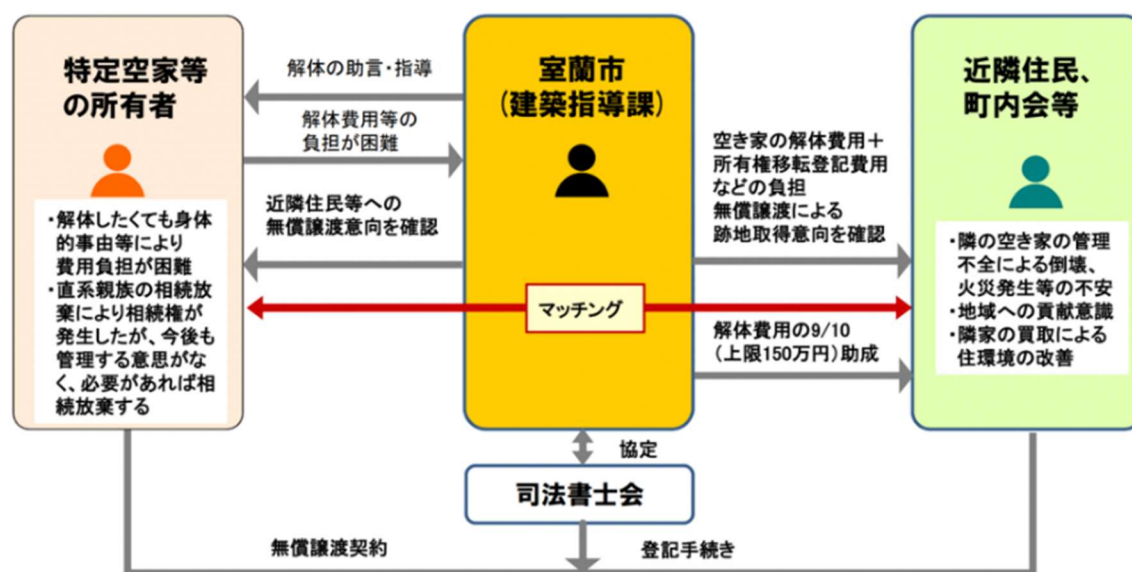 特定空家等
の所有者
・解体したくても身体
的事由等により
費用負担が困難
・直系親族の相続放
棄により相続権が
発生したが、今後も
管理する意思がな
く、必要があれば相
続放棄する
解体の助言・指導
解体費用等の
負担が困難
近隣住民等への
無償譲渡意向を確認
室蘭市
(建築指導課)
マッチング
空き家の解体費用＋
所有権移転登記費用
などの負担
無償譲渡による
跡地取得意向を確認
解体費用の9/10
(上限150万円)助成
近隣住民、
町内会等
・隣の空き家の管理
不全による倒壊、
火災発生等の不安
・地域への貢献意識
・隣家の買取による
住環境の改善
協定
司法書士会
無償譲渡契約
登記手続き